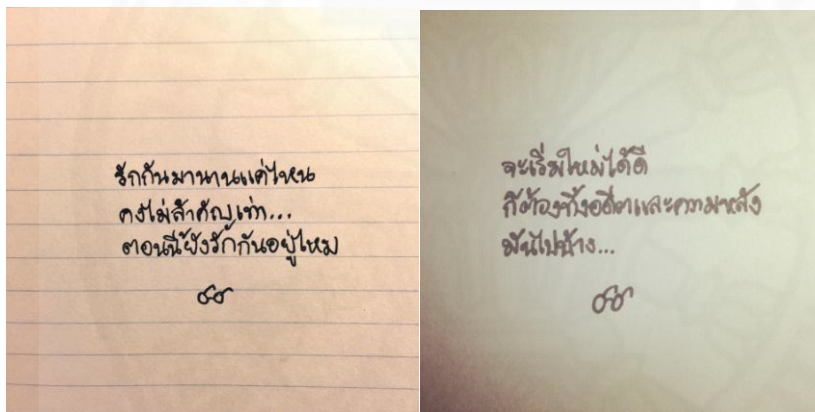 รักกันมานานแค่ไหน
คงไม่สำคัญเท่า...
ตอนนี้ยังรักกันอยู่ไหม
จะเริ่มใหม่ได้ดี
ก็ต้องทิ้งอดีตและความหลัง
มันไปบ้าง...